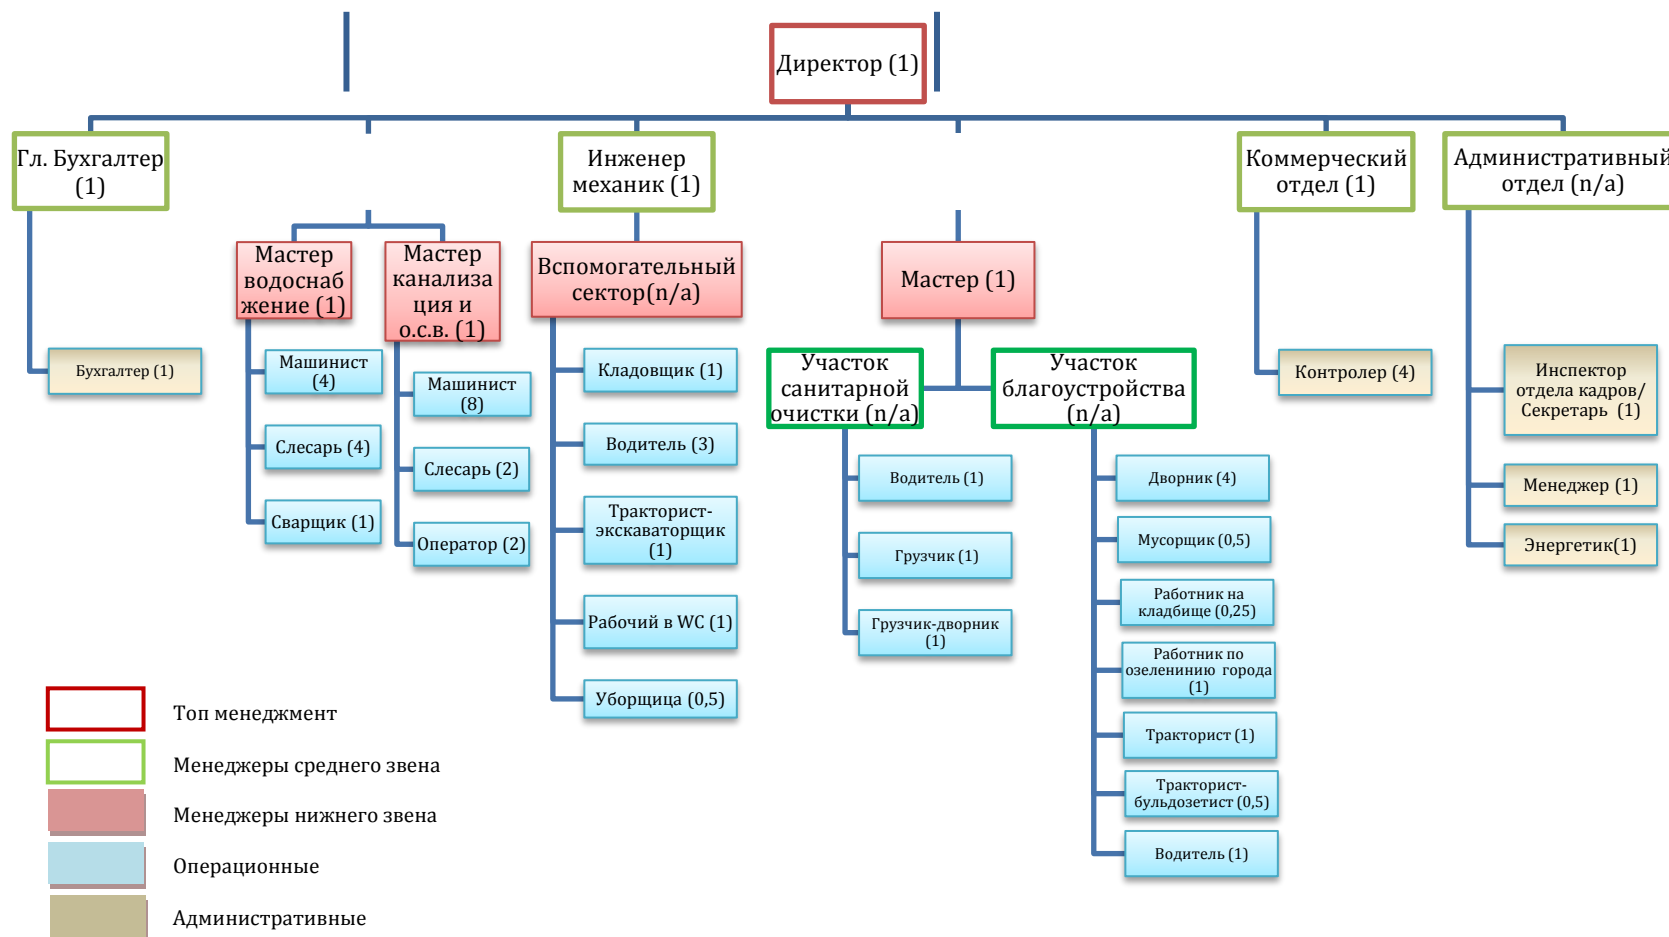 Директор (1)
Гл. Бухгалтер
(1)
Инженер
механик (1)
Коммерческий
отдел (1)
Административный
отдел (n/a)
Мастер
водоснаб
жение (1)
Мастер
канализа
ция и
о.с.в. (1)
Вспомогательный
сектор(n/a)
Мастер (1)
Бухгалтер (1)
Машинист
(4)
Слесарь (4)
Сварщик (1)
Машинист
(8)
Слесарь (2)
Оператор (2)
Кладовщик (1)
Водитель (3)
Тракторист-
экскаваторщик
(1)
Рабочий в WC (1)
Уборщица (0,5)
Участок
санитарной
очистки (n/a)
Участок
благоустройства
(n/a)
Водитель (1)
Грузчик (1)
Грузчик-дворник
(1)
Дворник (4)
Мусорщик (0,5)
Работник на
кладбище (0,25)
Работник по
озеленинию города
(1)
Тракторист (1)
Тракторист-
бульдозетист (0,5)
Водитель (1)
Контролер (4)
Инспектор
отдела кадров/
Секретарь (1)
Менеджер (1)
Энергетик(1)
Топ менеджмент
Менеджеры среднего звена
Менеджеры нижнего звена
Операционные
Административные